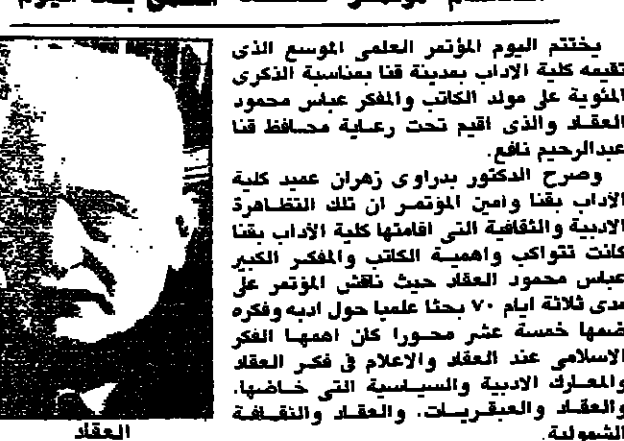 يختتم اليوم المؤتمر العلمى الموسع الذى
تقيمه كلية الاداب بمدينة قنا بمناسبة الذكرى
المئوية على مولد الكاتب والمفكر عباس محمود
العقاد والذى اقيم تحت رعاية محافظ قنا
عبدالرحيم نافع.
وصرح الدكتور بدراوى زهران عميد كلية
الآداب بقنا وامين المؤتمر ان تلك التظاهرة
الادبية والثقافية التى اقامتها كلية الآداب بقنا
كانت تتواكب واهمية الكاتب والمفكر الكبير
عباس محمود العقاد حيث ناقش المؤتمر على
مدى ثلاثة ايام ٧٠ بحثا علميا حول ادبه وفكره
ضمها خمسة عشر محورا كان اهمها الفكر
الاسلامى عند العقاد والاعلام فى فكر العقاد
والمعارك الادبية والسياسية التى خاضها.
والعقاد والعبقريات. والعقاد والثقافة
الشمولية.
العقاد